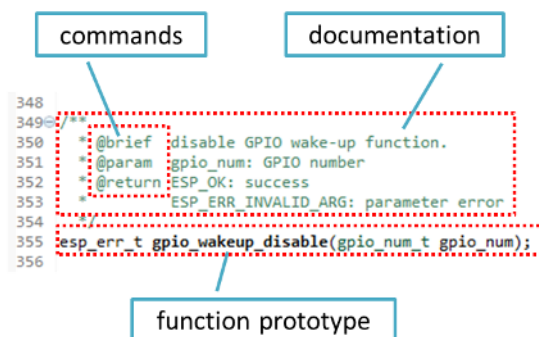 commands
documentation
348
349 /**
350 * @brief disable GPIO wake-up function.
351 * @param gpio_num: GPIO number
352 * @return ESP_OK: success
353 * ESP_ERR_INVALID_ARG: parameter error
354 */
355 esp_err_t gpio_wakeup_disable(gpio_num_t gpio_num);
356
function prototype